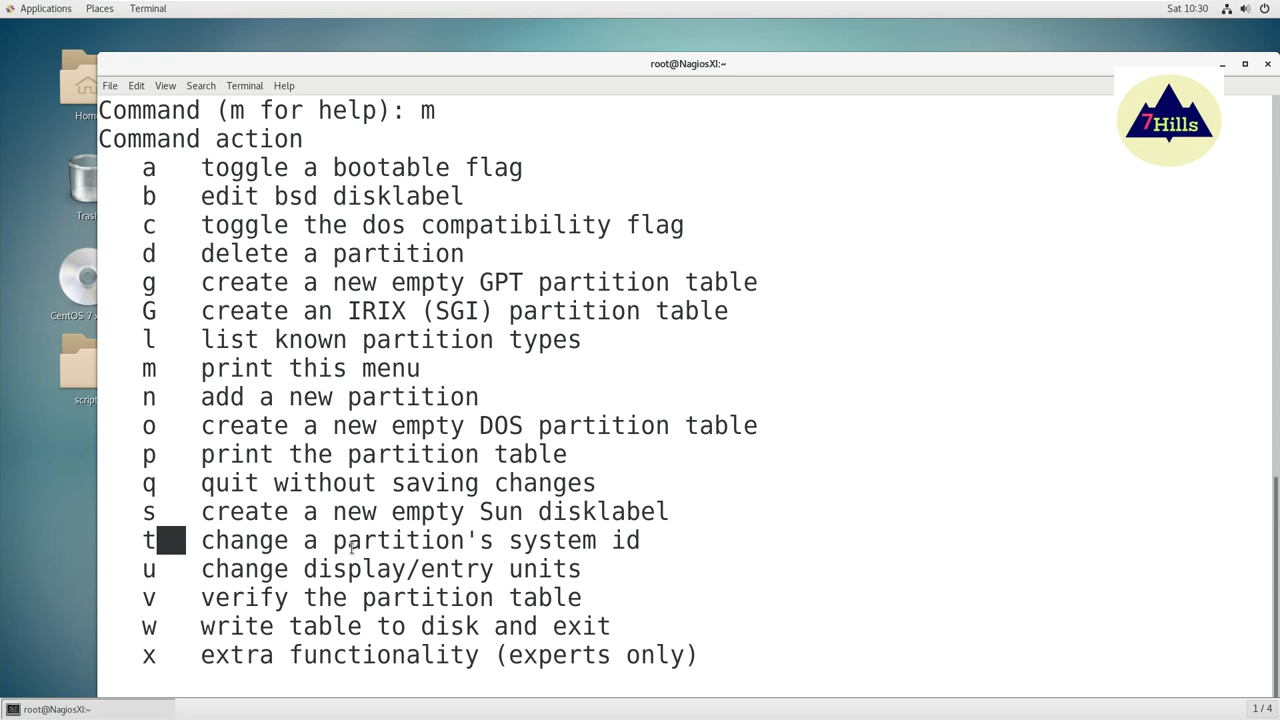 Applications Places Terminal Sat 10:30
root@NagiosXI:~
File Edit View Search Terminal Help
7Hills
Home
Trash
CentOS 7
script
Command (m for help): m
Command action
a toggle a bootable flag
b edit bsd disklabel
c toggle the dos compatibility flag
d delete a partition
g create a new empty GPT partition table
G create an IRIX (SGI) partition table
l list known partition types
m print this menu
n add a new partition
o create a new empty DOS partition table
p print the partition table
q quit without saving changes
s create a new empty Sun disklabel
t change a partition's system id
u change display/entry units
v verify the partition table
w write table to disk and exit
x extra functionality (experts only)
root@NagiosXI:~ 1 / 4